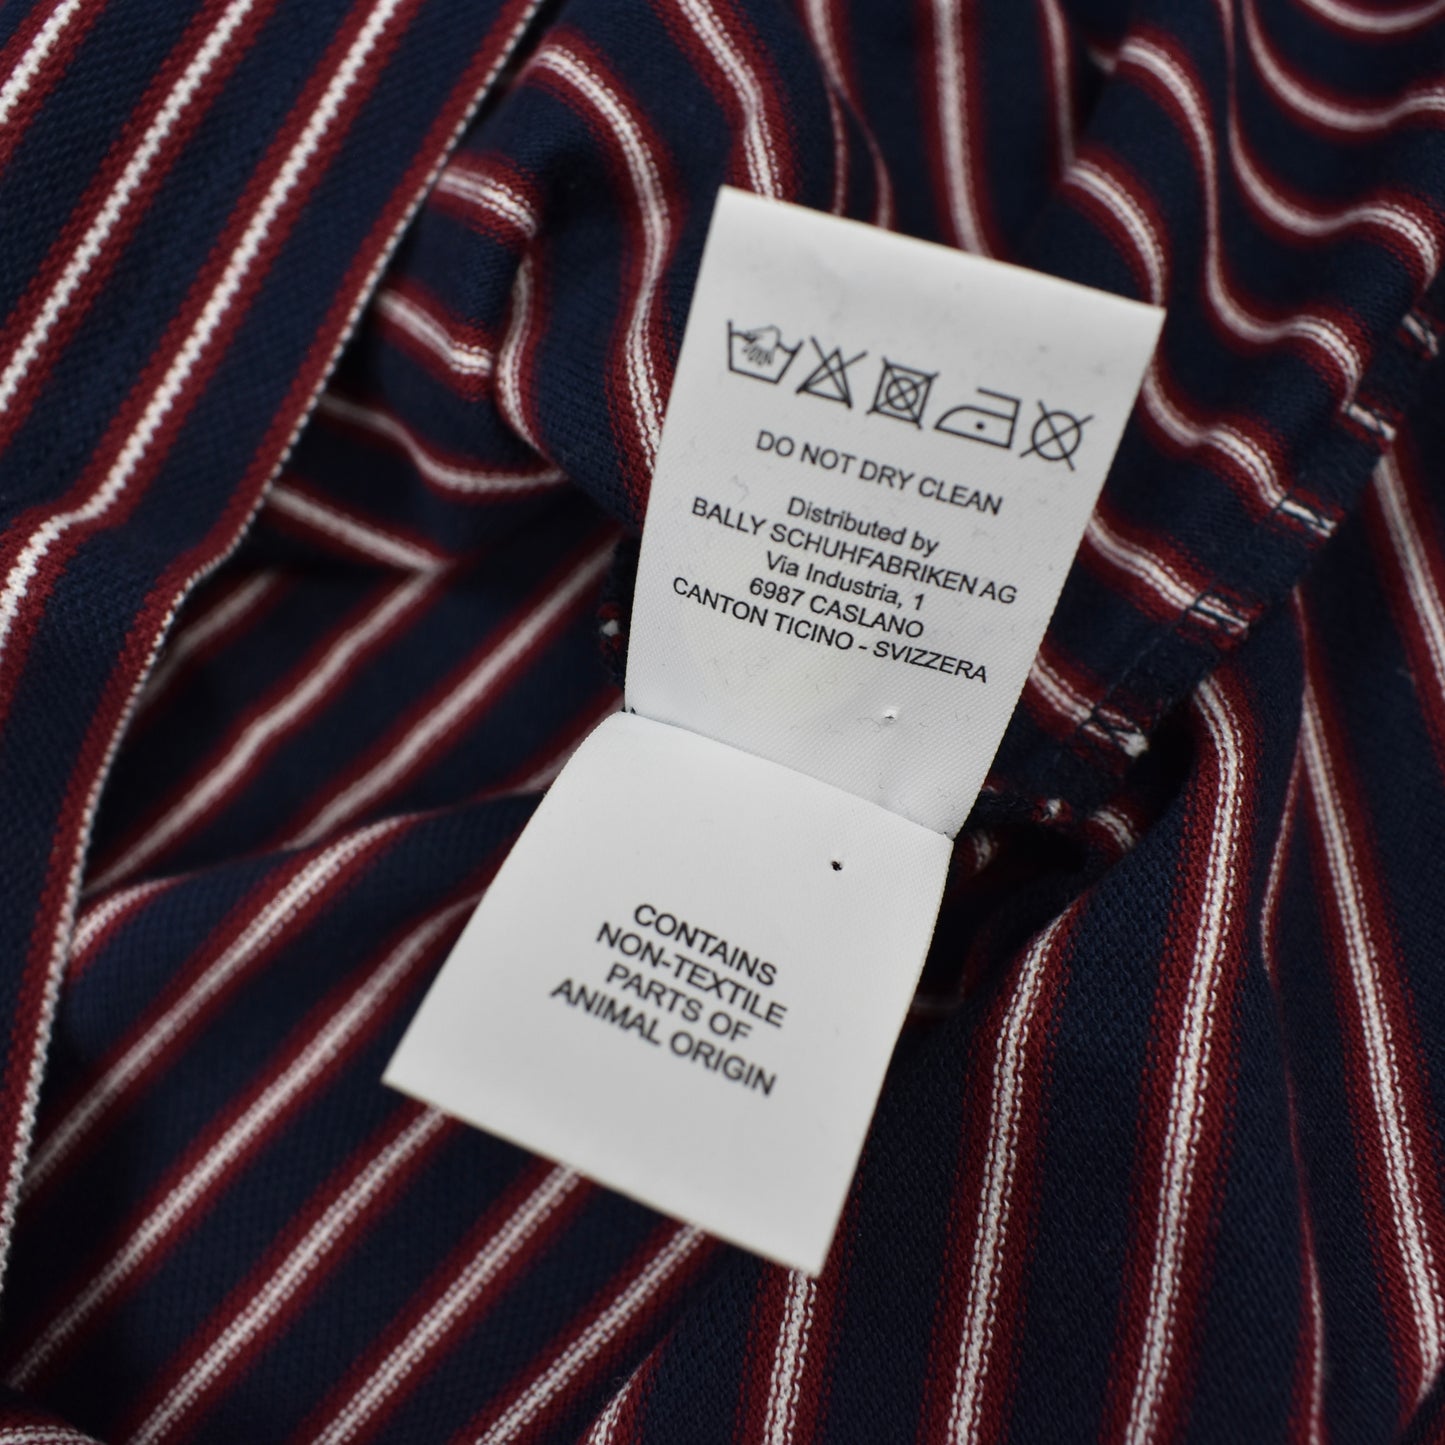 DO NOT DRY CLEAN
Distributed by
BALLY SCHUHFABRIKEN AG
Via Industria, 1
6987 CASLANO
CANTON TICINO - SVIZZERA
CONTAINS
NON-TEXTILE
PARTS OF
ANIMAL ORIGIN